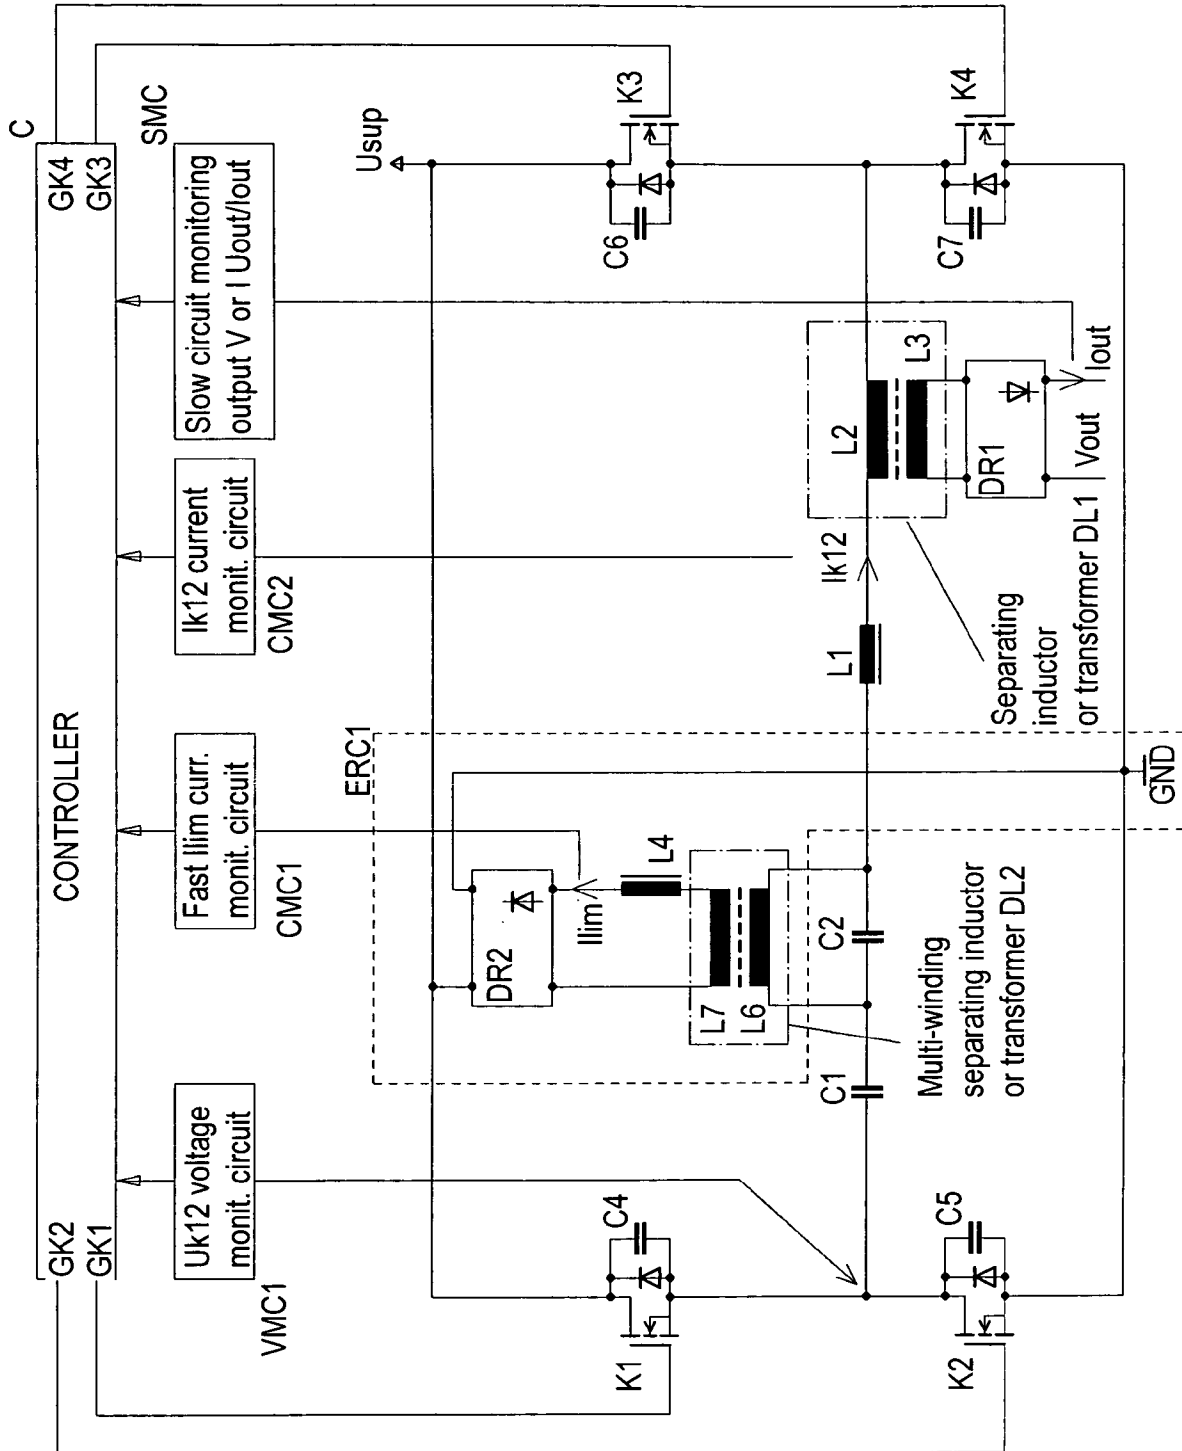 C
CONTROLLER
GK2
GK1
GK4
GK3
Uk12 voltage
monit. circuit
VMC1
Fast Ilim curr.
monit. circuit
CMC1
Ik12 current
monit. circuit
CMC2
Slow circuit monitoring
output V or I Uout/Iout
SMC
ERC1
Usup
K1
C4
DR2
Ilim
L4
L7
L6
C6
K3
C1
C2
L1
Ik12
L2
L3
K2
C5
Multi-winding
separating inductor
or transformer DL2
Separating
inductor
or transformer DL1
DR1
Vout
Iout
C7
K4
GND